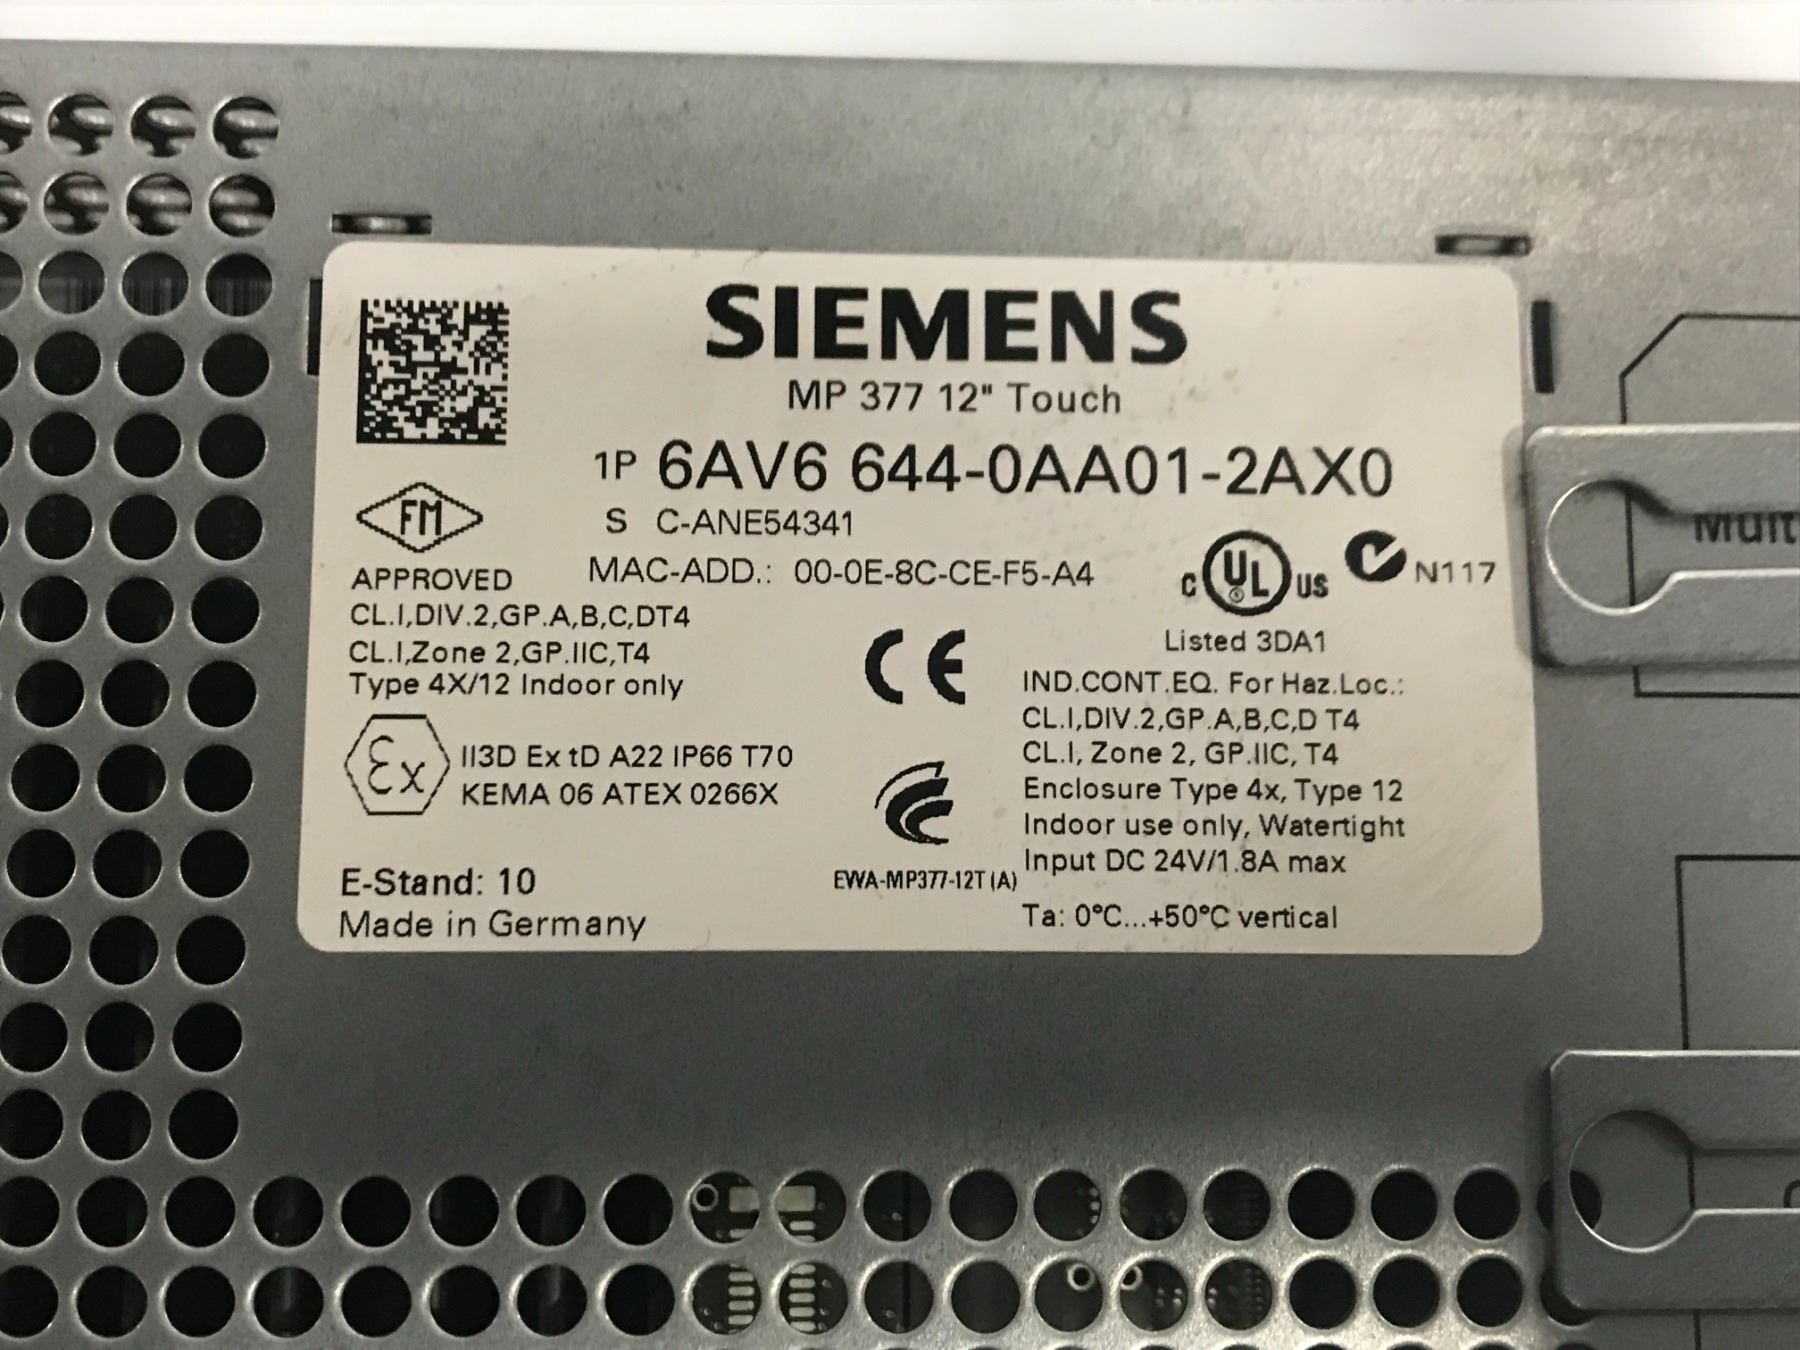 SIEMENS
MP 377 12" Touch
1P 6AV6 644-0AA01-2AX0
S C-ANE54341
MAC-ADD.: 00-0E-8C-CE-F5-A4
FM
APPROVED
CL.I,DIV.2,GP.A,B,C,DT4
CL.I,Zone 2,GP.IIC,T4
Type 4X/12 Indoor only
Ex
II3D Ex tD A22 IP66 T70
KEMA 06 ATEX 0266X
E-Stand: 10
Made in Germany
CE
EWA-MP377-12T (A)
C UL US
N117
Listed 3DA1
IND.CONT.EQ. For Haz.Loc.:
CL.I,DIV.2,GP.A,B,C,D T4
CL.I, Zone 2, GP.IIC, T4
Enclosure Type 4x, Type 12
Indoor use only, Watertight
Input DC 24V/1.8A max
Ta: 0°C...+50°C vertical